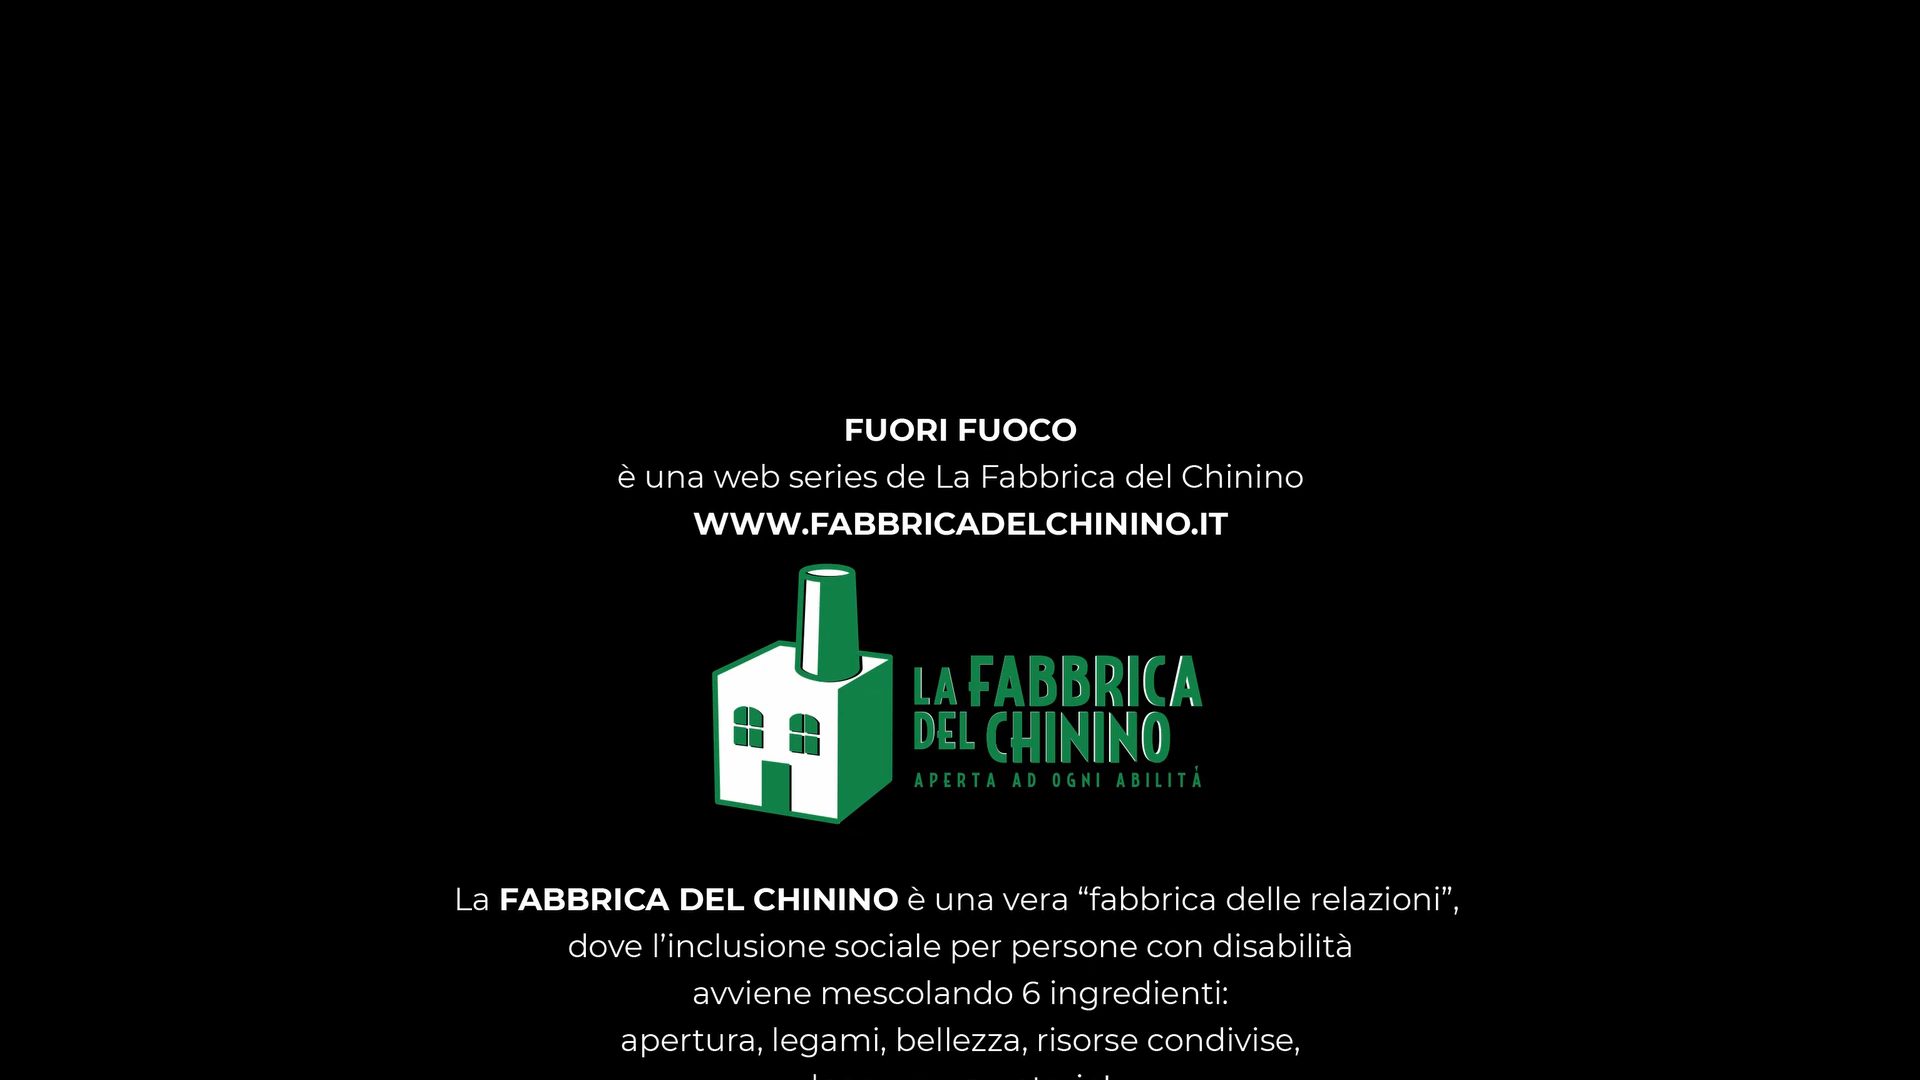 FUORI FUOCO
è una web series de La Fabbrica del Chinino
WWW.FABBRICADELCHININO.IT
LA FABBRICA
DEL CHININO
APERTA AD OGNI ABILITÀ
La FABBRICA DEL CHININO è una vera “fabbrica delle relazioni”,
dove l’inclusione sociale per persone con disabilità
avviene mescolando 6 ingredienti:
apertura, legami, bellezza, risorse condivise,